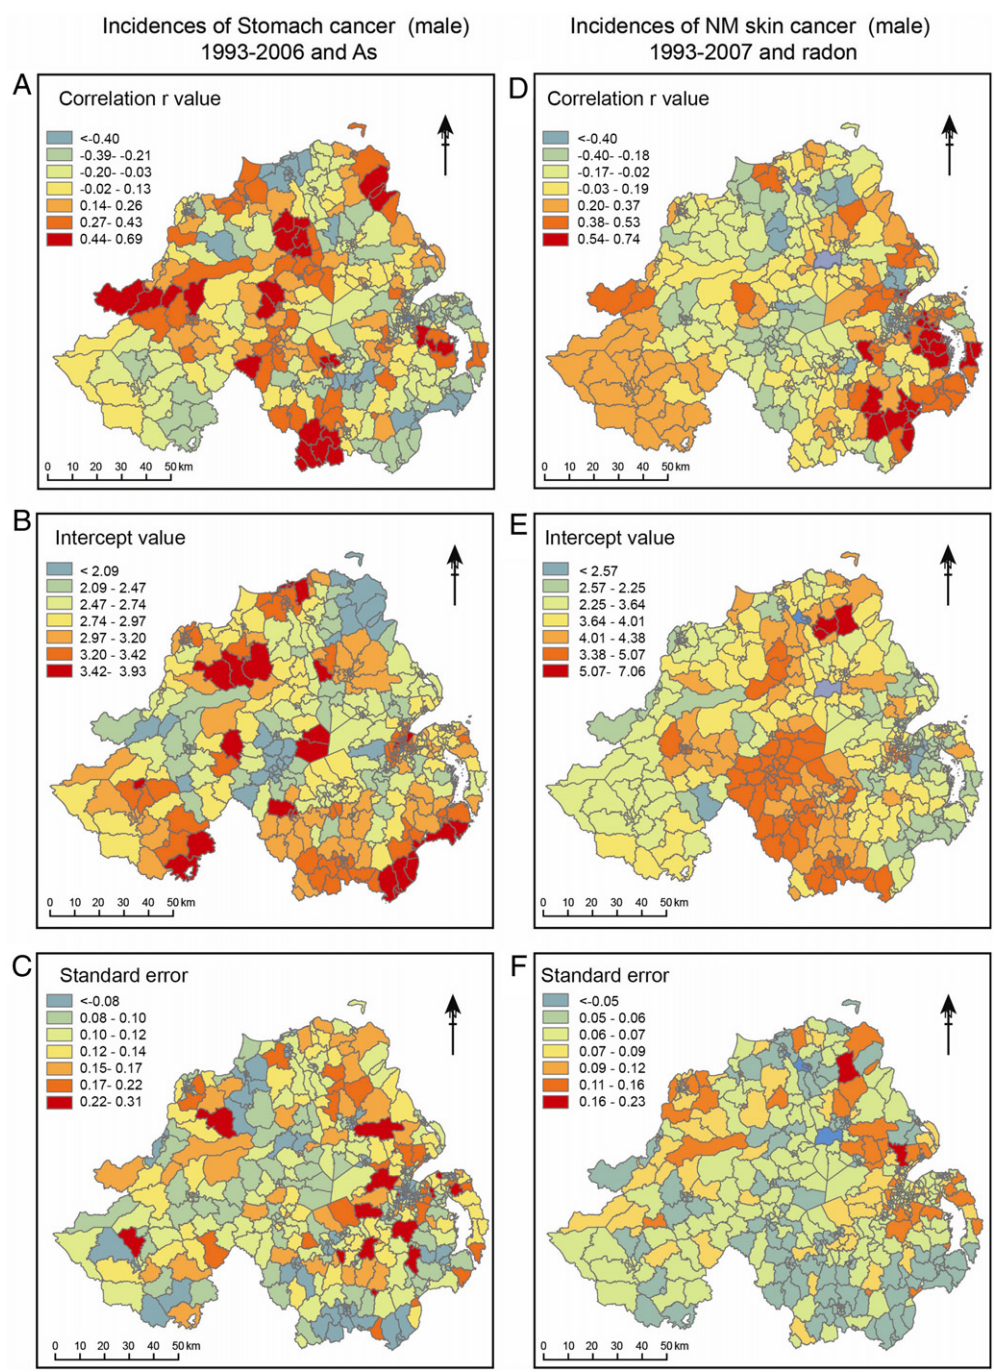 Incidences of Stomach cancer (male)
1993-2006 and As
Incidences of NM skin cancer (male)
1993-2007 and radon
A
Correlation r value
<-0.40
-0.39- -0.21
-0.20- -0.03
-0.02 - 0.13
0.14 - 0.26
0.27 - 0.43
0.44- 0.69
N
0 10 20 30 40 50 km
D
Correlation r value
<-0.40
-0.40- -0.18
-0.17- -0.02
-0.03 - 0.19
0.20 - 0.37
0.38 - 0.53
0.54 - 0.74
N
0 10 20 30 40 50 km
B
Intercept value
< 2.09
2.09 - 2.47
2.47 - 2.74
2.74 - 2.97
2.97 - 3.20
3.20 - 3.42
3.42- 3.93
N
0 10 20 30 40 50 km
E
Intercept value
< 2.57
2.57 - 2.25
2.25 - 3.64
3.64 - 4.01
4.01 - 4.38
3.38 - 5.07
5.07- 7.06
N
0 10 20 30 40 50 km
C
Standard error
<-0.08
0.08 - 0.10
0.10 - 0.12
0.12 - 0.14
0.15 - 0.17
0.17 - 0.22
0.22- 0.31
N
0 10 20 30 40 50 km
F
Standard error
<-0.05
0.05 - 0.06
0.06 - 0.07
0.07 - 0.09
0.09 - 0.12
0.11 - 0.16
0.16 - 0.23
N
0 10 20 30 40 50 km